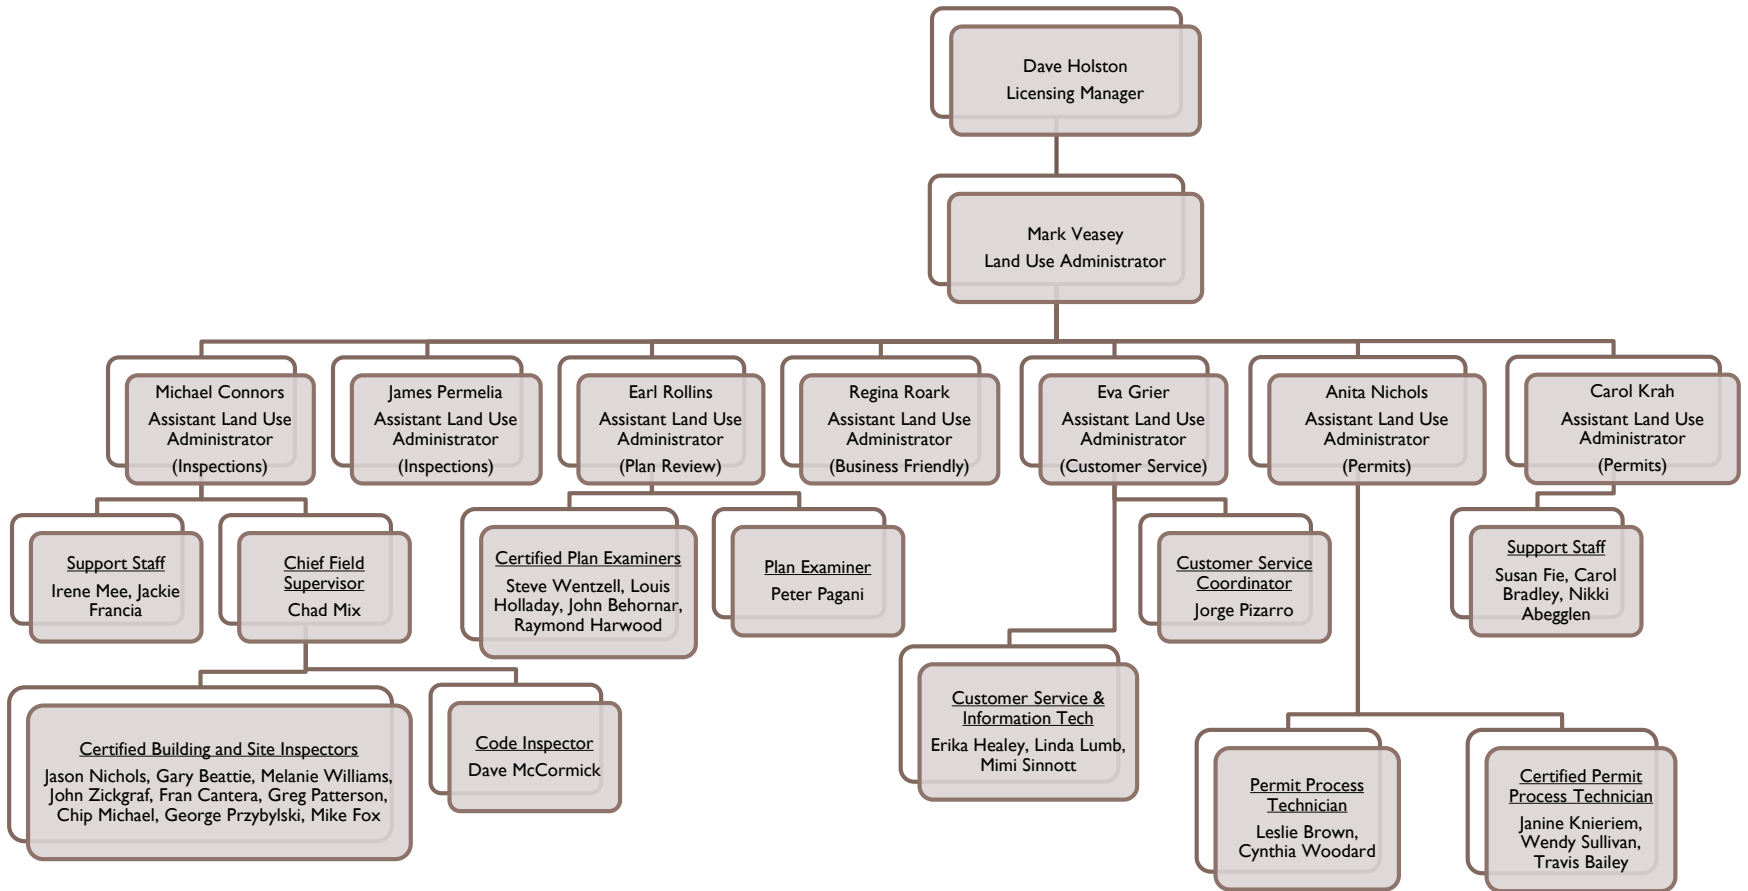 Dave Holston
Licensing Manager
Mark Veasey
Land Use Administrator
Michael Connors
Assistant Land Use
Administrator
(Inspections)
James Permelia
Assistant Land Use
Administrator
(Inspections)
Earl Rollins
Assistant Land Use
Administrator
(Plan Review)
Regina Roark
Assistant Land Use
Administrator
(Business Friendly)
Eva Grier
Assistant Land Use
Administrator
(Customer Service)
Anita Nichols
Assistant Land Use
Administrator
(Permits)
Carol Krah
Assistant Land Use
Administrator
(Permits)
Support Staff
Irene Mee, Jackie
Francia
Chief Field
Supervisor
Chad Mix
Certified Plan Examiners
Steve Wentzell, Louis
Holladay, John Behornar,
Raymond Harwood
Plan Examiner
Peter Pagani
Customer Service
Coordinator
Jorge Pizarro
Support Staff
Susan Fie, Carol
Bradley, Nikki
Abegglen
Certified Building and Site Inspectors
Jason Nichols, Gary Beattie, Melanie Williams,
John Zickgraf, Fran Cantera, Greg Patterson,
Chip Michael, George Przybylski, Mike Fox
Code Inspector
Dave McCormick
Customer Service &
Information Tech
Erika Healey, Linda Lumb,
Mimi Sinnott
Permit Process
Technician
Leslie Brown,
Cynthia Woodard
Certified Permit
Process Technician
Janine Knieriem,
Wendy Sullivan,
Travis Bailey